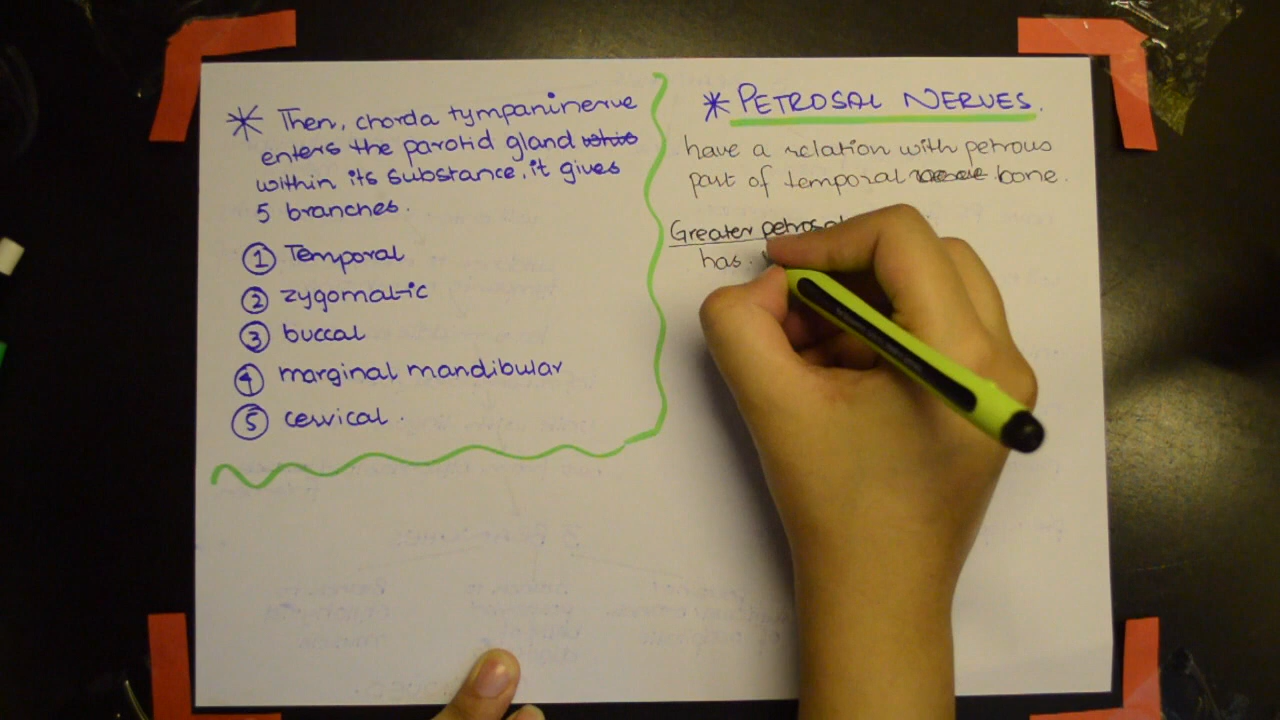 * Then, chorda tympani nerve
enters the parotid gland
within its substance, it gives
5 branches.
1 Temporal
2 zygomatic
3 buccal
4 marginal mandibular
5 cervical.
* PETROSAL NERVES.
have a relation with petrous
part of temporal bone.
Greater petrosal
has.